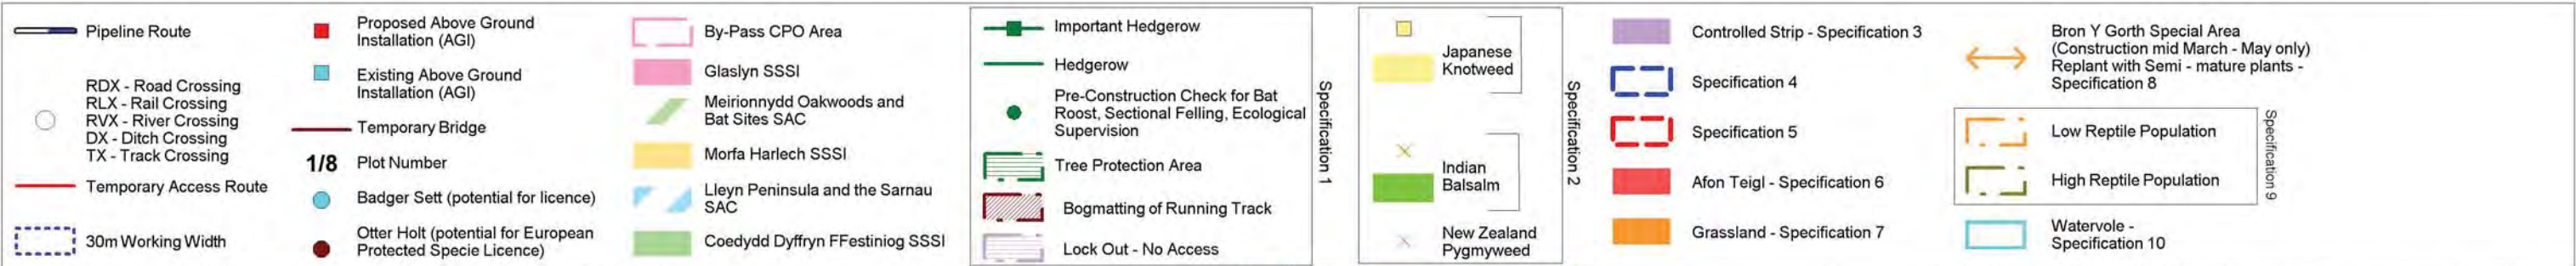 Pipeline Route
RDX - Road Crossing
RLX - Rail Crossing
RVX - River Crossing
DX - Ditch Crossing
TX - Track Crossing
Temporary Access Route
30m Working Width
Proposed Above Ground
Installation (AGI)
Existing Above Ground
Installation (AGI)
Temporary Bridge
1/8 Plot Number
Badger Sett (potential for licence)
Otter Holt (potential for European
Protected Specie Licence)
By-Pass CPO Area
Glaslyn SSSI
Meirionnydd Oakwoods and
Bat Sites SAC
Morfa Harlech SSSI
Lleyn Peninsula and the Sarnau
SAC
Coedydd Dyffryn FFestiniog SSSI
Important Hedgerow
Hedgerow
Pre-Construction Check for Bat
Roost, Sectional Felling, Ecological
Supervision
Tree Protection Area
Bogmatting of Running Track
Lock Out - No Access
Specification 1
Japanese
Knotweed
Indian
Balsalm
New Zealand
Pygmyweed
Specification 2
Controlled Strip - Specification 3
Specification 4
Specification 5
Afon Teigl - Specification 6
Grassland - Specification 7
Bron Y Gorth Special Area
(Construction mid March - May only)
Replant with Semi - mature plants -
Specification 8
Low Reptile Population
High Reptile Population
Specification 9
Watervole -
Specification 10